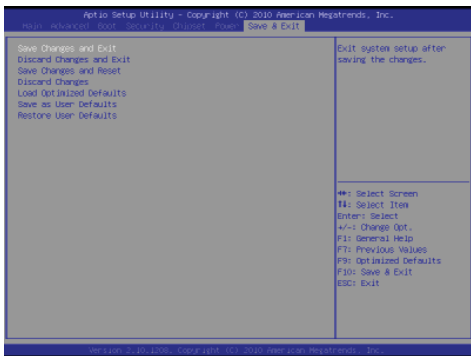 Aptio Setup Utility - Copyright (C) 2010 American Megatrends, Inc.
Main Advanced Boot Security Chipset Power Save & Exit
Save Changes and Exit
Discard Changes and Exit
Save Changes and Reset
Discard Changes
Load Optimized Defaults
Save as User Defaults
Restore User Defaults
Exit system setup after
saving the changes.
↔: Select Screen
↑↓: Select Item
Enter: Select
+/-: Change Opt.
F1: General Help
F7: Previous Values
F9: Optimized Defaults
F10: Save & Exit
ESC: Exit
Version 2.10.1208. Copyright (C) 2010 American Megatrends, Inc.